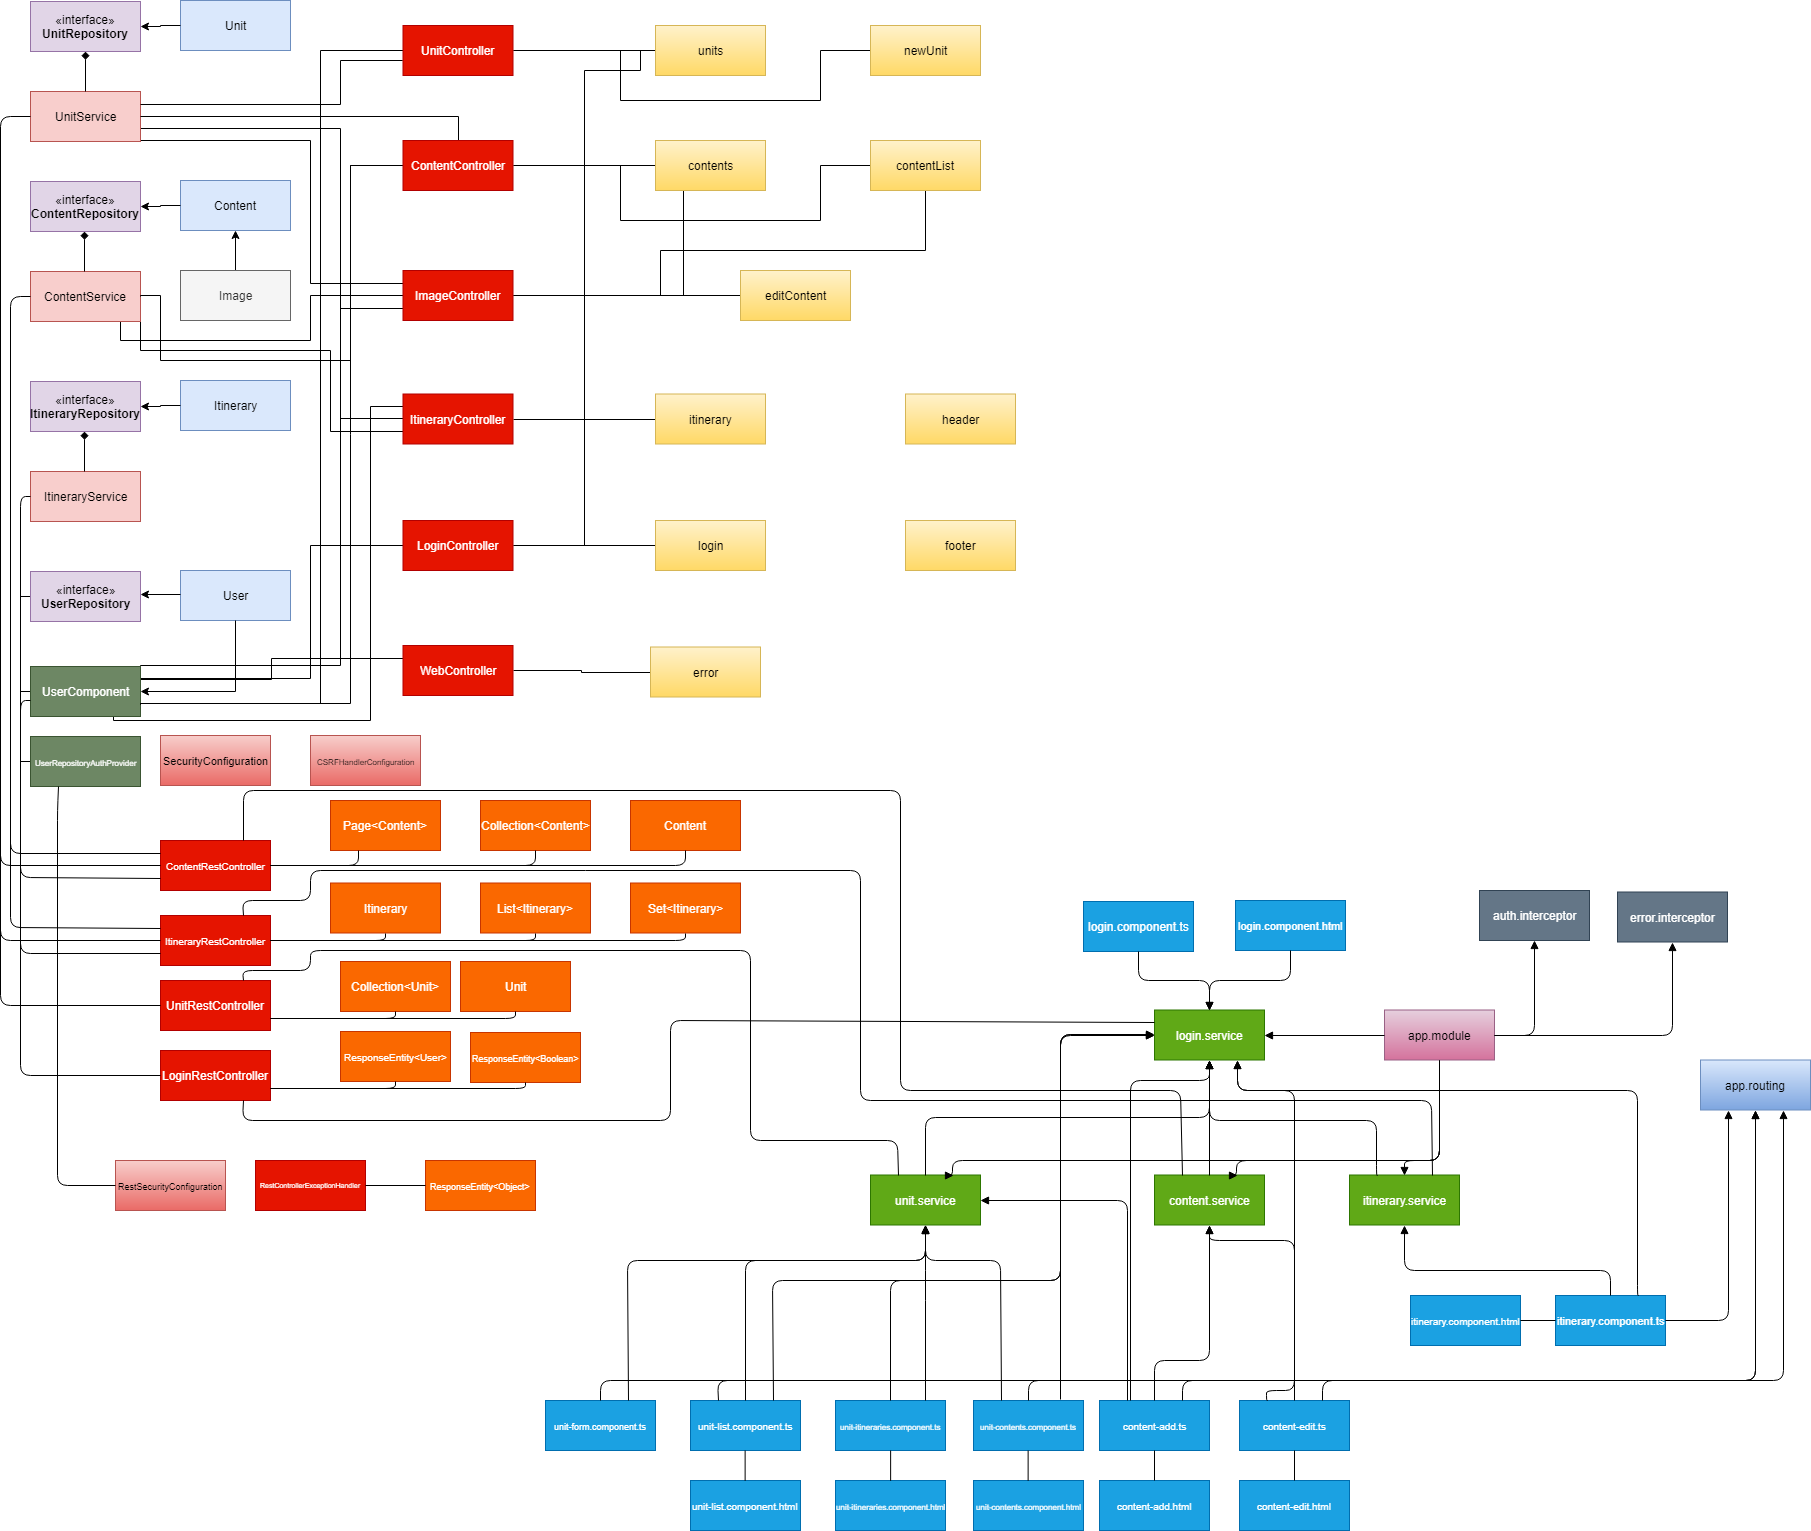 «interface»
UnitRepository
Unit
UnitController
units
newUnit
UnitService
ContentController
contents
contentList
«interface»
ContentRepository
Content
ContentService
Image
ImageController
editContent
«interface»
ItineraryRepository
Itinerary
ItineraryController
itinerary
header
ItineraryService
LoginController
login
footer
«interface»
UserRepository
User
WebController
error
UserComponent
UserRepositoryAuthProvider
SecurityConfiguration
CSRFHandlerConfiguration
Page<Content>
Collection<Content>
Content
ContentRestController
Itinerary
List<Itinerary>
Set<Itinerary>
ItineraryRestController
Collection<Unit>
Unit
UnitRestController
ResponseEntity<User>
ResponseEntity<Boolean>
LoginRestController
login.component.ts
login.component.html
auth.interceptor
error.interceptor
login.service
app.module
app.routing
RestSecurityConfiguration
RestControllerExceptionHandler
ResponseEntity<Object>
unit.service
content.service
itinerary.service
itinerary.component.html
itinerary.component.ts
unit-form.component.ts
unit-list.component.ts
unit-itineraries.component.ts
unit-contents.component.ts
content-add.ts
content-edit.ts
unit-list.component.html
unit-itineraries.component.html
unit-contents.component.html
content-add.html
content-edit.html